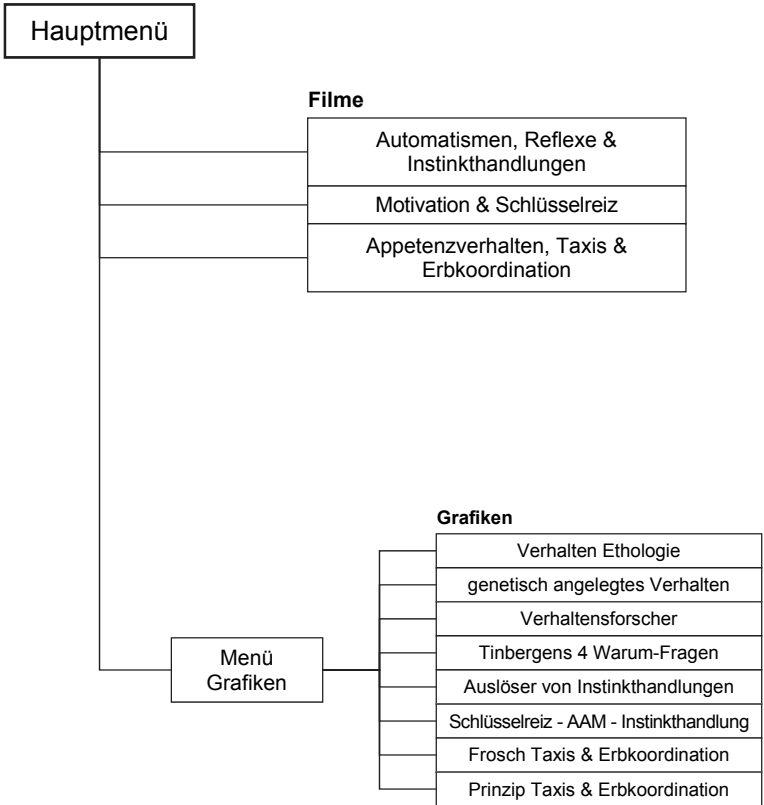 Hauptmenü
Filme
Automatismen, Reflexe &
Instinkthandlungen
Motivation & Schlüsselreiz
Appetenzverhalten, Taxis &
Erbkoordination
Grafiken
Verhalten Ethologie
genetisch angelegtes Verhalten
Verhaltensforscher
Menü
Grafiken
Tinbergens 4 Warum-Fragen
Auslöser von Instinkthandlungen
Schlüsselreiz - AAM - Instinkthandlung
Frosch Taxis & Erbkoordination
Prinzip Taxis & Erbkoordination